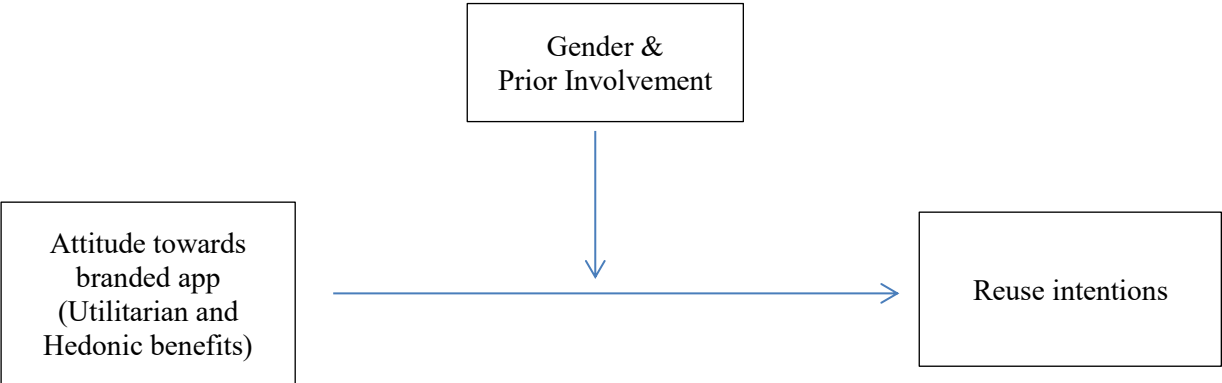 Gender &
Prior Involvement
Attitude towards
branded app
(Utilitarian and
Hedonic benefits)
Reuse intentions